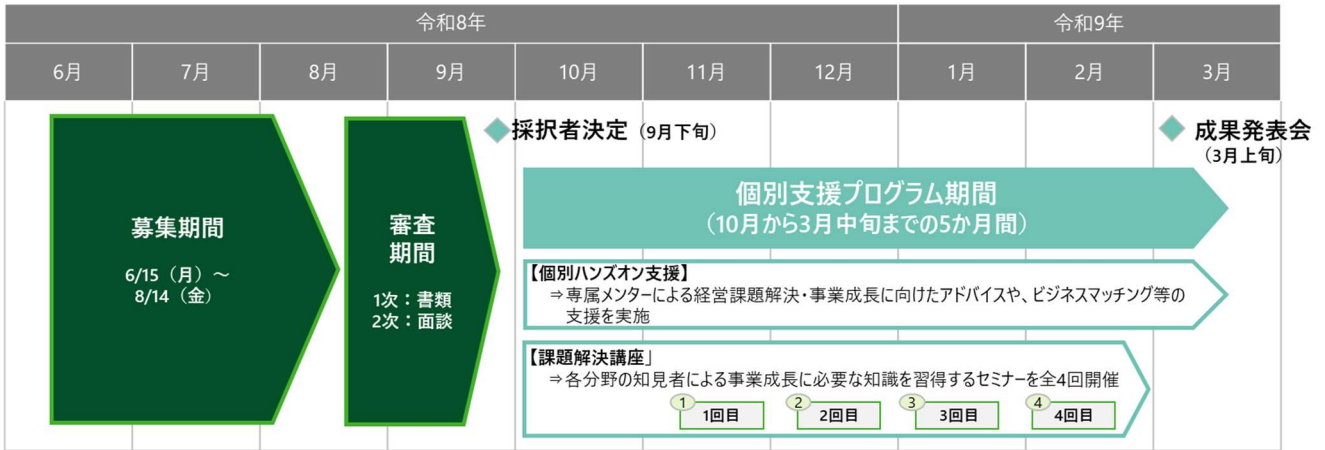 令和8年
令和9年
6月
7月
8月
9月
10月
11月
12月
1月
2月
3月
募集期間
6/15（月）～
8/14（金）
審査
期間
1次：書類
2次：面談
採択者決定（9月下旬）
成果発表会
（3月上旬）
個別支援プログラム期間
（10月から3月中旬までの5か月間）
【個別ハンズオン支援】
⇒専属メンターによる経営課題解決・事業成長に向けたアドバイスや、ビジネスマッチング等の
支援を実施
【課題解決講座」
⇒各分野の知見者による事業成長に必要な知識を習得するセミナーを全4回開催
1
1回目
2
2回目
3
3回目
4
4回目